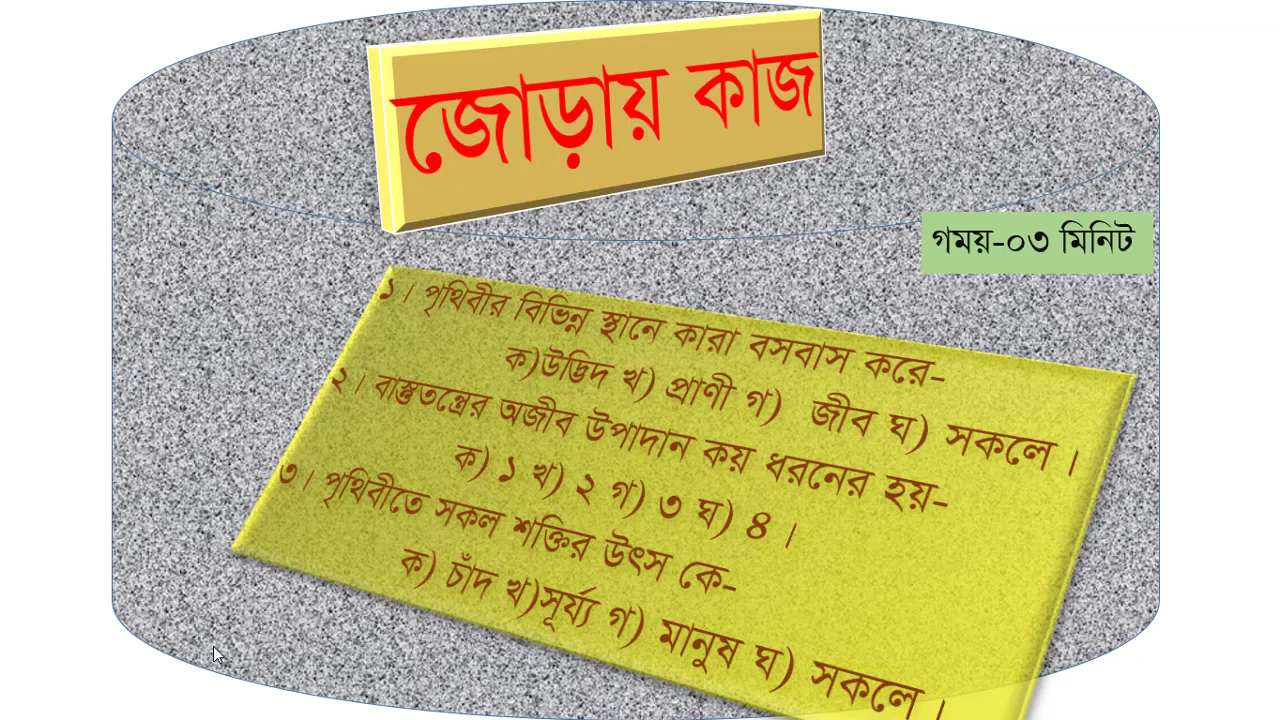 জোড়ায় কাজ
গময়-০৩ মিনিট
১। পৃথিবীর বিভিন্ন স্থানে কারা বসবাস করে-
ক)উদ্ভিদ খ) প্রাণী গ) জীব ঘ) সকলে।
২। বাস্তুতন্ত্রের অজীব উপাদান কয় ধরনের হয়-
ক) ১ খ) ২ গ) ৩ ঘ) ৪।
৩। পৃথিবীতে সকল শক্তির উৎস কে-
ক) চাঁদ খ)সূর্য্য গ) মানুষ ঘ) সকলে।